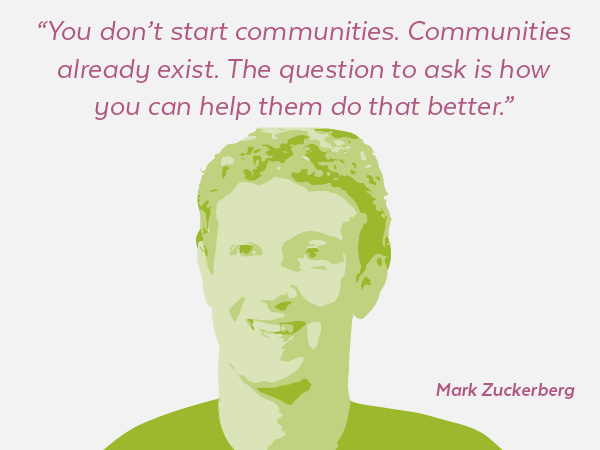 “You don’t start communities. Communities
already exist. The question to ask is how
you can help them do that better.”
Mark Zuckerberg